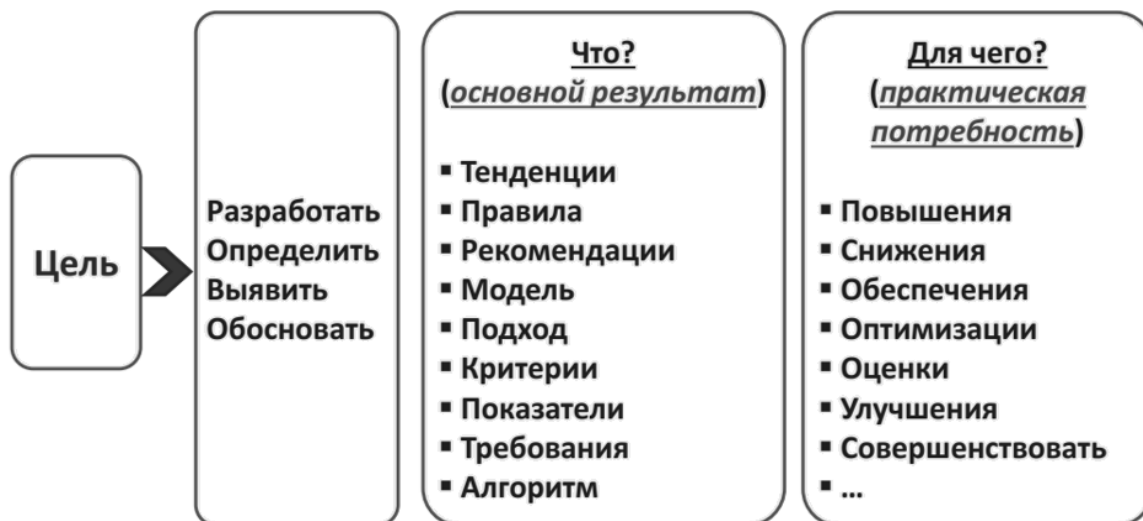 Цель
Разработать
Определить
Выявить
Обосновать
Что?
(основной результат)
▪ Тенденции
▪ Правила
▪ Рекомендации
▪ Модель
▪ Подход
▪ Критерии
▪ Показатели
▪ Требования
▪ Алгоритм
Для чего?
(практическая
потребность)
▪ Повышения
▪ Снижения
▪ Обеспечения
▪ Оптимизации
▪ Оценки
▪ Улучшения
▪ Совершенствовать
▪ ...